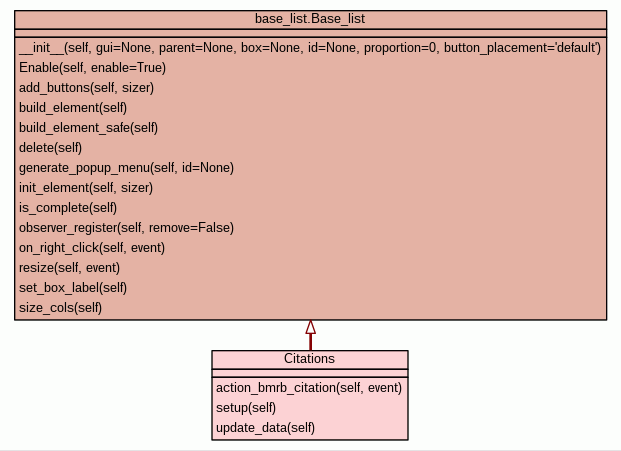 base_list.Base_list
__init__(self, gui=None, parent=None, box=None, id=None, proportion=0, button_placement='default')
Enable(self, enable=True)
add_buttons(self, sizer)
build_element(self)
build_element_safe(self)
delete(self)
generate_popup_menu(self, id=None)
init_element(self, sizer)
is_complete(self)
observer_register(self, remove=False)
on_right_click(self, event)
resize(self, event)
set_box_label(self)
size_cols(self)
Citations
action_bmrb_citation(self, event)
setup(self)
update_data(self)